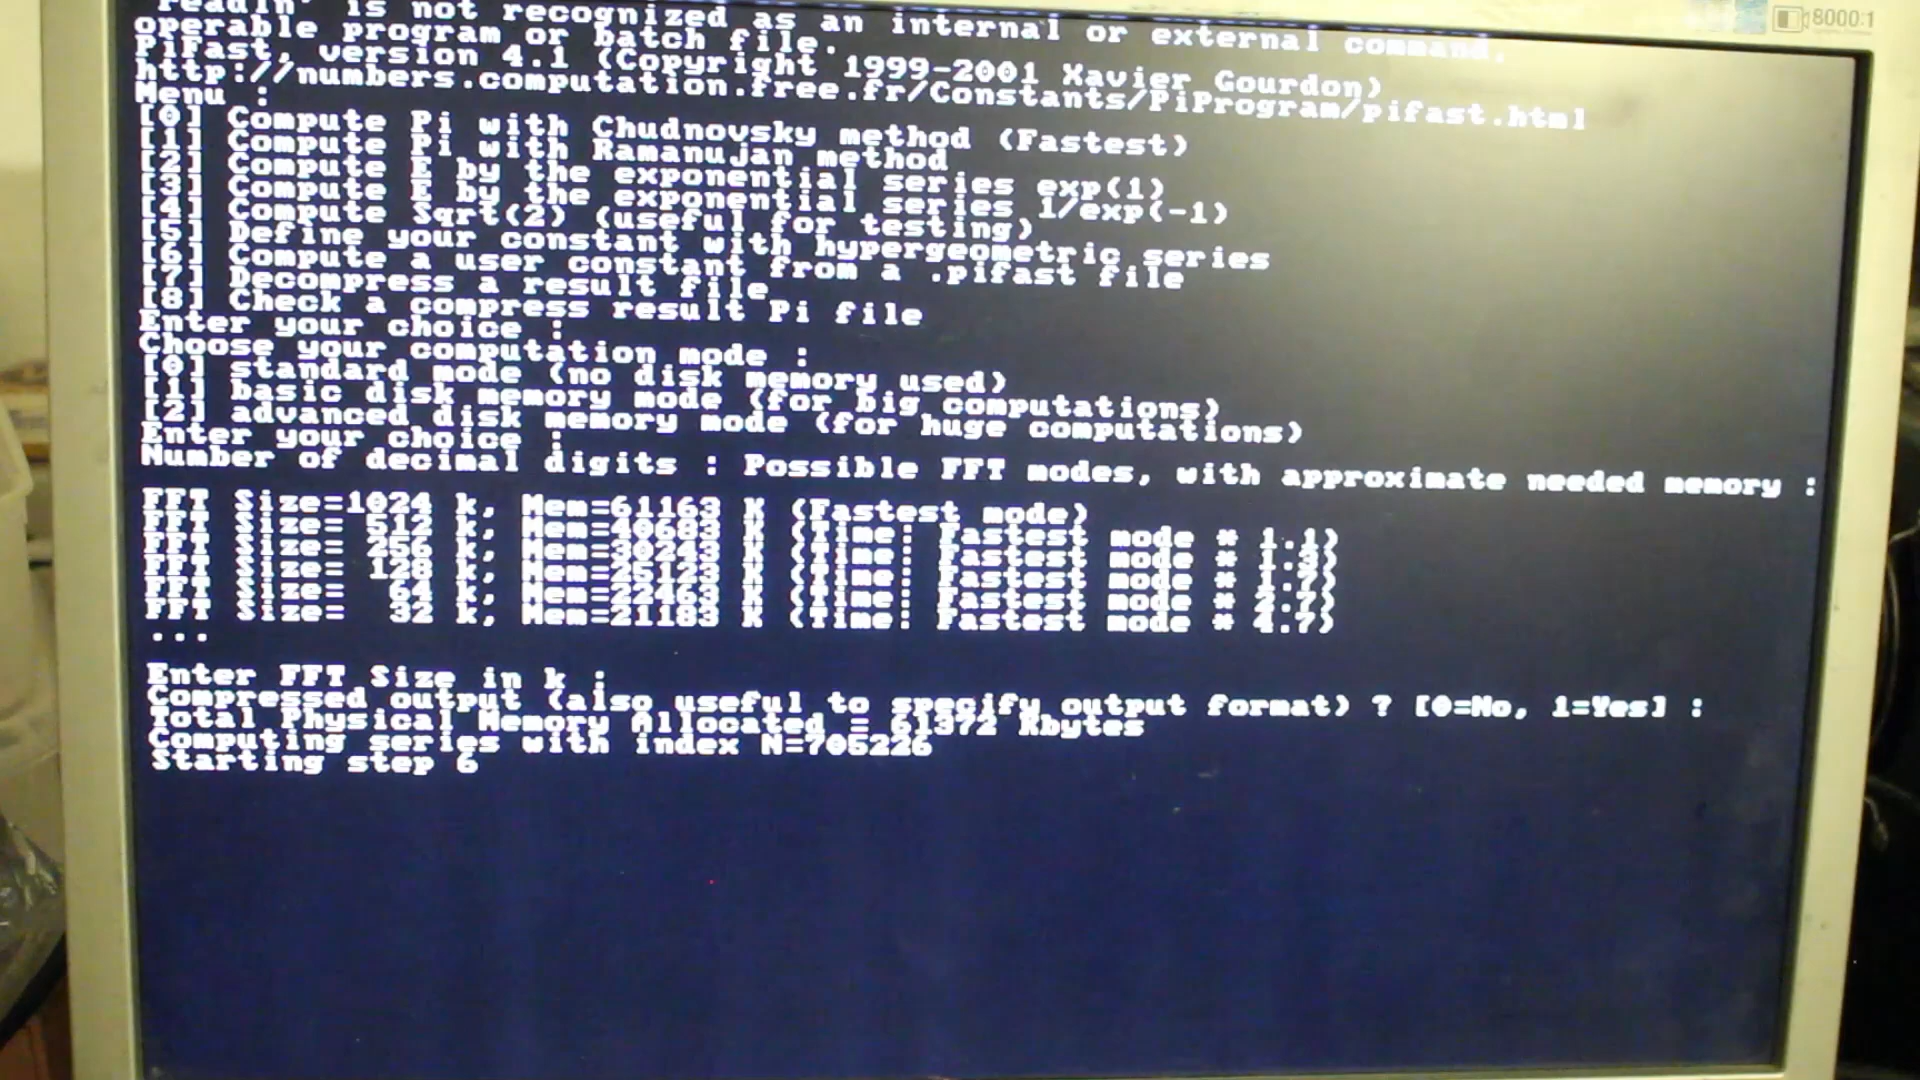 'readln' is not recognized as an internal or external command,
8000:1
operable program or batch file.
PiFast, version 4.1 (Copyright 1999-2001 Xavier Gourdon)
http://numbers.computation.free.fr/Constants/PiProgram/pifast.html
Menu :
[0] Compute Pi with Chudnovsky method (Fastest)
[1] Compute Pi with Ramanujan method
[2] Compute E by the exponential series exp(1)
[3] Compute E by the exponential series 1/exp(-1)
[4] Compute Sqrt(2) (useful for testing)
[5] Define your constant with hypergeometric series
[6] Compute a user constant from a .pifast file
[7] Decompress a result file
[8] Check a compress result Pi file
Enter your choice :
Choose your computation mode :
[0] standard mode (no disk memory used)
[1] basic disk memory mode (for big computations)
[2] advanced disk memory mode (for huge computations)
Enter your choice :
Number of decimal digits : Possible FFT modes, with approximate needed memory :
FFT Size=1024 k, Mem=61163 K (Fastest mode)
FFT Size= 512 k, Mem=40683 K (Time: Fastest mode * 1.1)
FFT Size= 256 k, Mem=30243 K (Time: Fastest mode * 1.3)
FFT Size= 128 k, Mem=25123 K (Time: Fastest mode * 1.7)
FFT Size= 64 k, Mem=22463 K (Time: Fastest mode * 2.7)
FFT Size= 32 k, Mem=21183 K (Time: Fastest mode * 4.7)
...
Enter FFT Size in k :
Compressed output (also useful to specify output format) ? [0=No, 1=Yes] :
Total Physical Memory Allocated = 61372 Kbytes
Computing series with index N=705226
Starting step 6